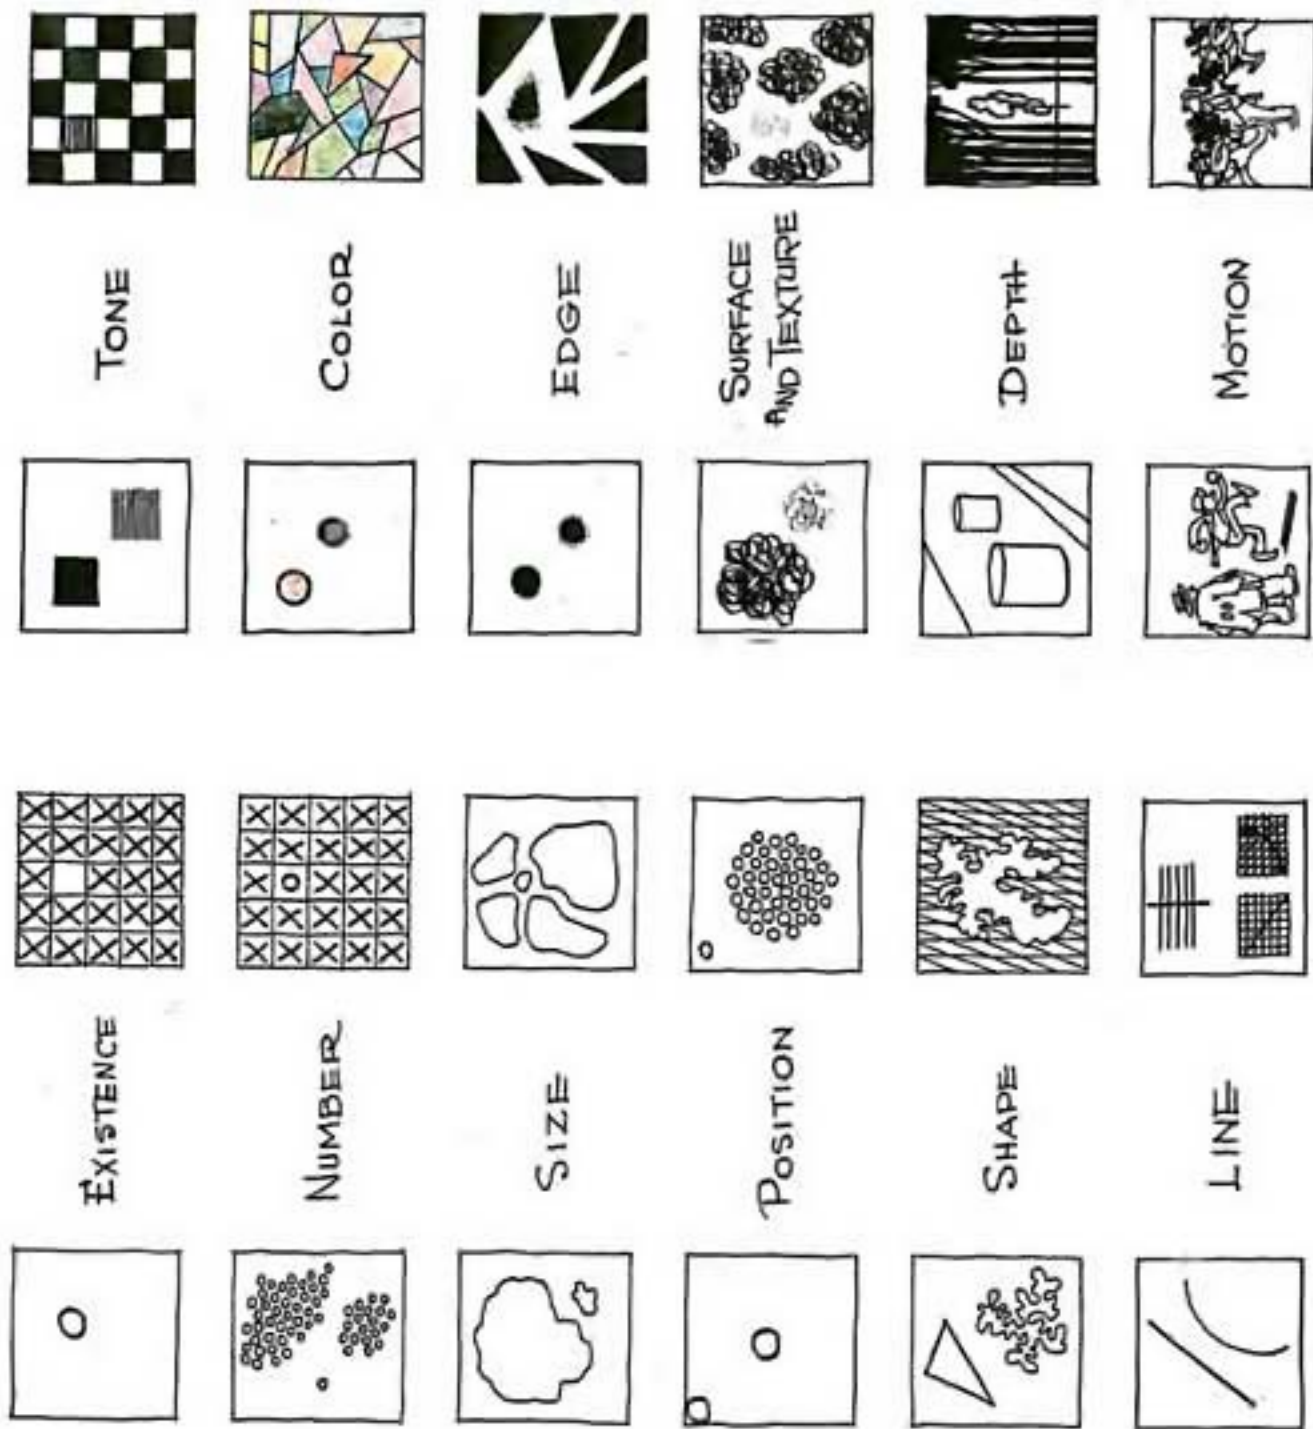 EXISTENCE
NUMBER
SIZE
POSITION
SHAPE
LINE
TONE
COLOR
EDGE
SURFACE
AND TEXTURE
DEPTH
MOTION